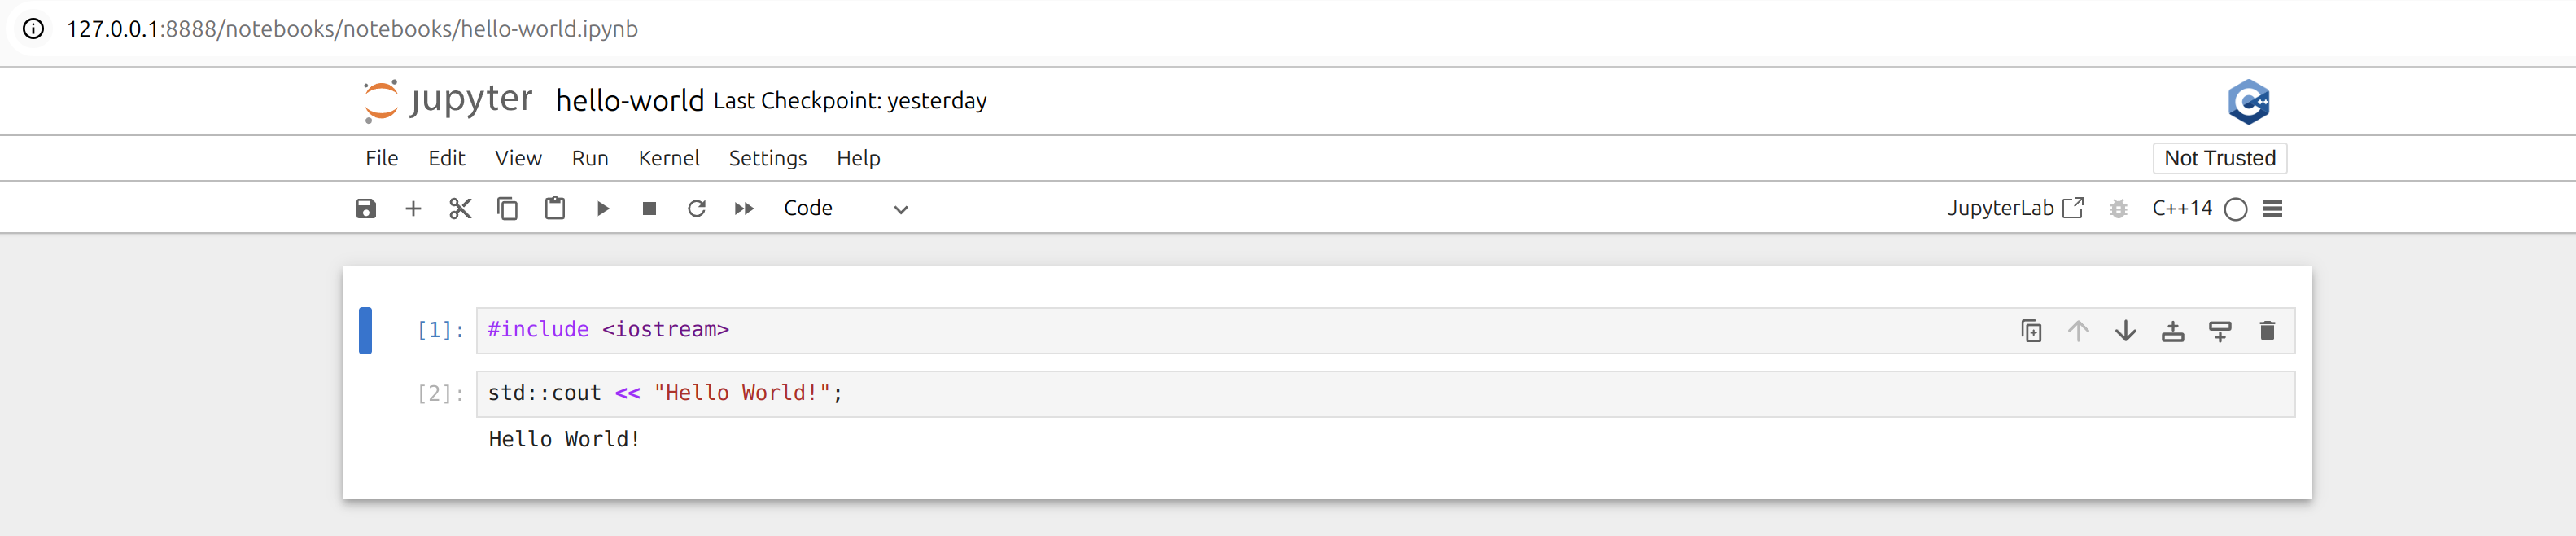 127.0.0.1:8888/notebooks/notebooks/hello-world.ipynb
jupyter hello-world Last Checkpoint: yesterday
C++
File Edit View Run Kernel Settings Help Not Trusted
Code JupyterLab C++14
[1]: #include <iostream>
[2]: std::cout << "Hello World!";
Hello World!